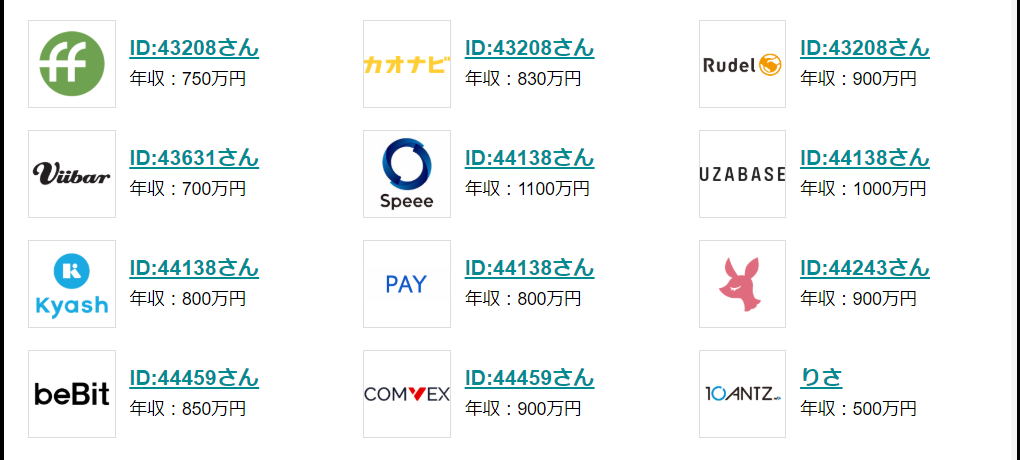 ff
ID:43208さん
年収：750万円
カオナビ
ID:43208さん
年収：830万円
Rudel
ID:43208さん
年収：900万円
Viibar
ID:43631さん
年収：700万円
Speee
ID:44138さん
年収：1100万円
UZABASE
ID:44138さん
年収：1000万円
K
Kyash
ID:44138さん
年収：800万円
PAY
ID:44138さん
年収：800万円
ID:44243さん
年収：900万円
beBit
ID:44459さん
年収：850万円
COMVEX
ID:44459さん
年収：900万円
10ANTZ
りさ
年収：500万円